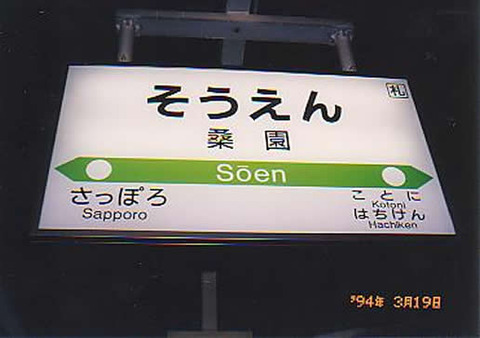 そうえん
札
桑園
Sōen
さっぽろ
Sapporo
ことに
Kotoni
はちけん
Hachiken
'94年 3月19日